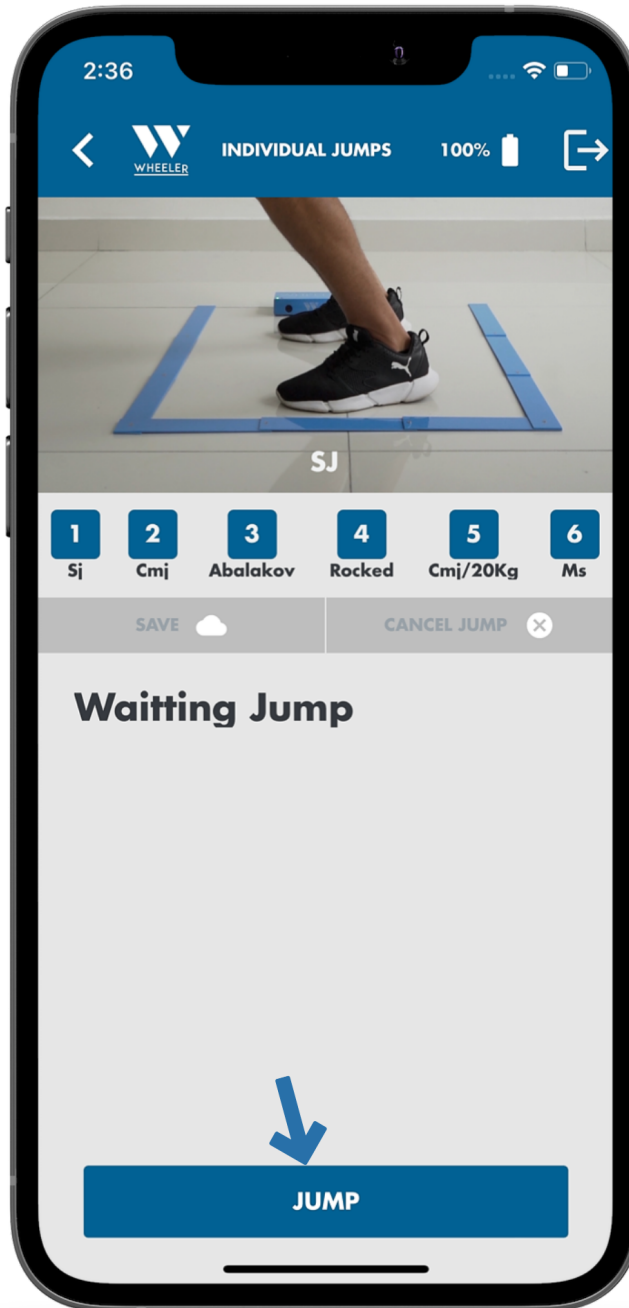 2:36
WHEELER
INDIVIDUAL JUMPS
100%
SJ
1 2 3 4 5 6
Sj Cmj Abalakov Rocked Cmj/20Kg Ms
SAVE CANCEL JUMP
Waitting Jump
JUMP